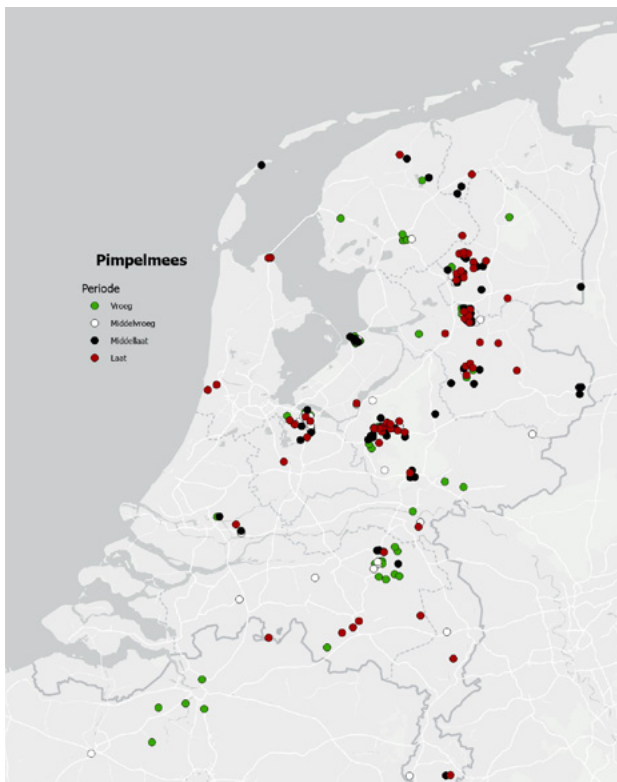 Pimpelmees
Periode
Vroeg
Middelvroeg
Middellaat
Laat